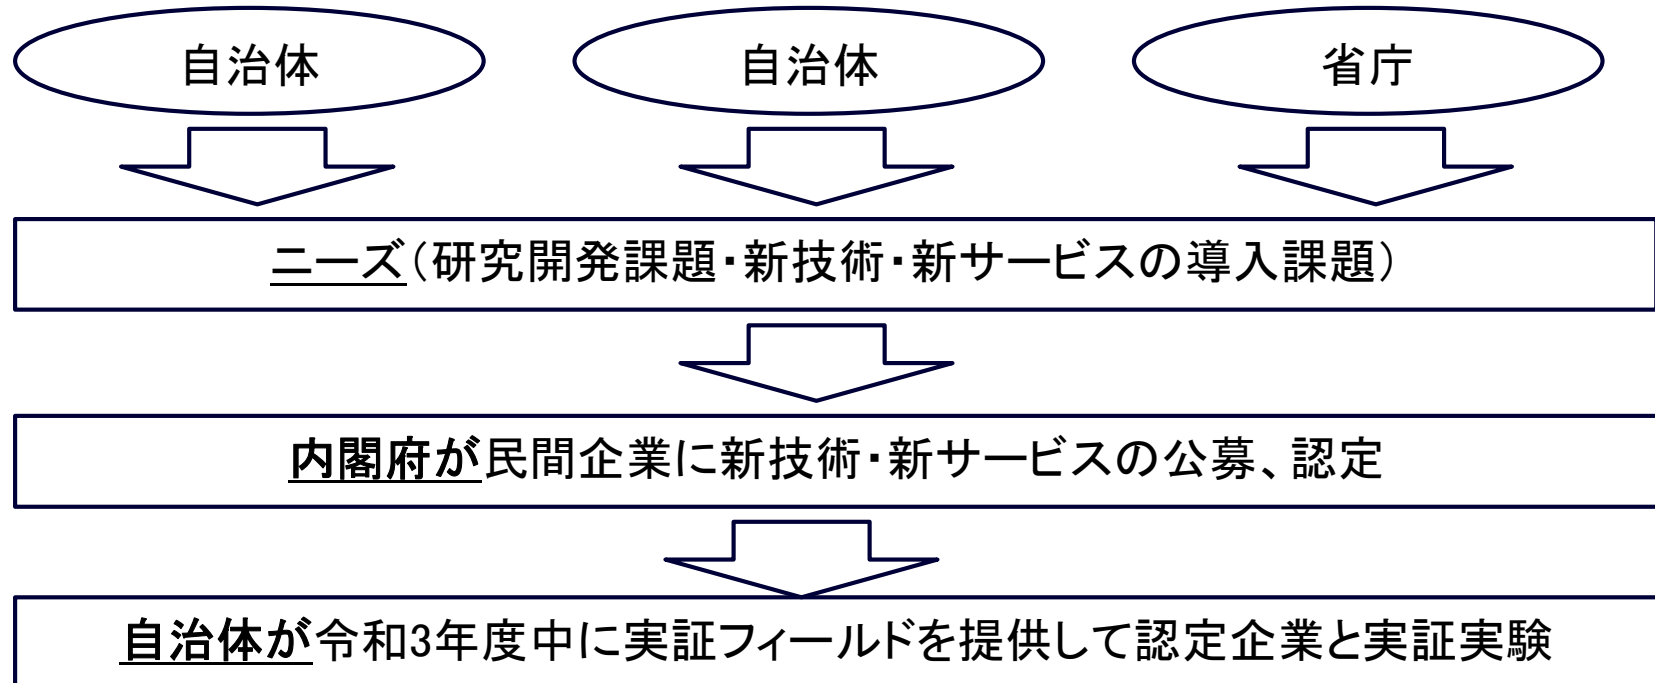 自治体
自治体
省庁
ニーズ（研究開発課題・新技術・新サービスの導入課題）
内閣府が民間企業に新技術・新サービスの公募、認定
自治体が令和3年度中に実証フィールドを提供して認定企業と実証実験